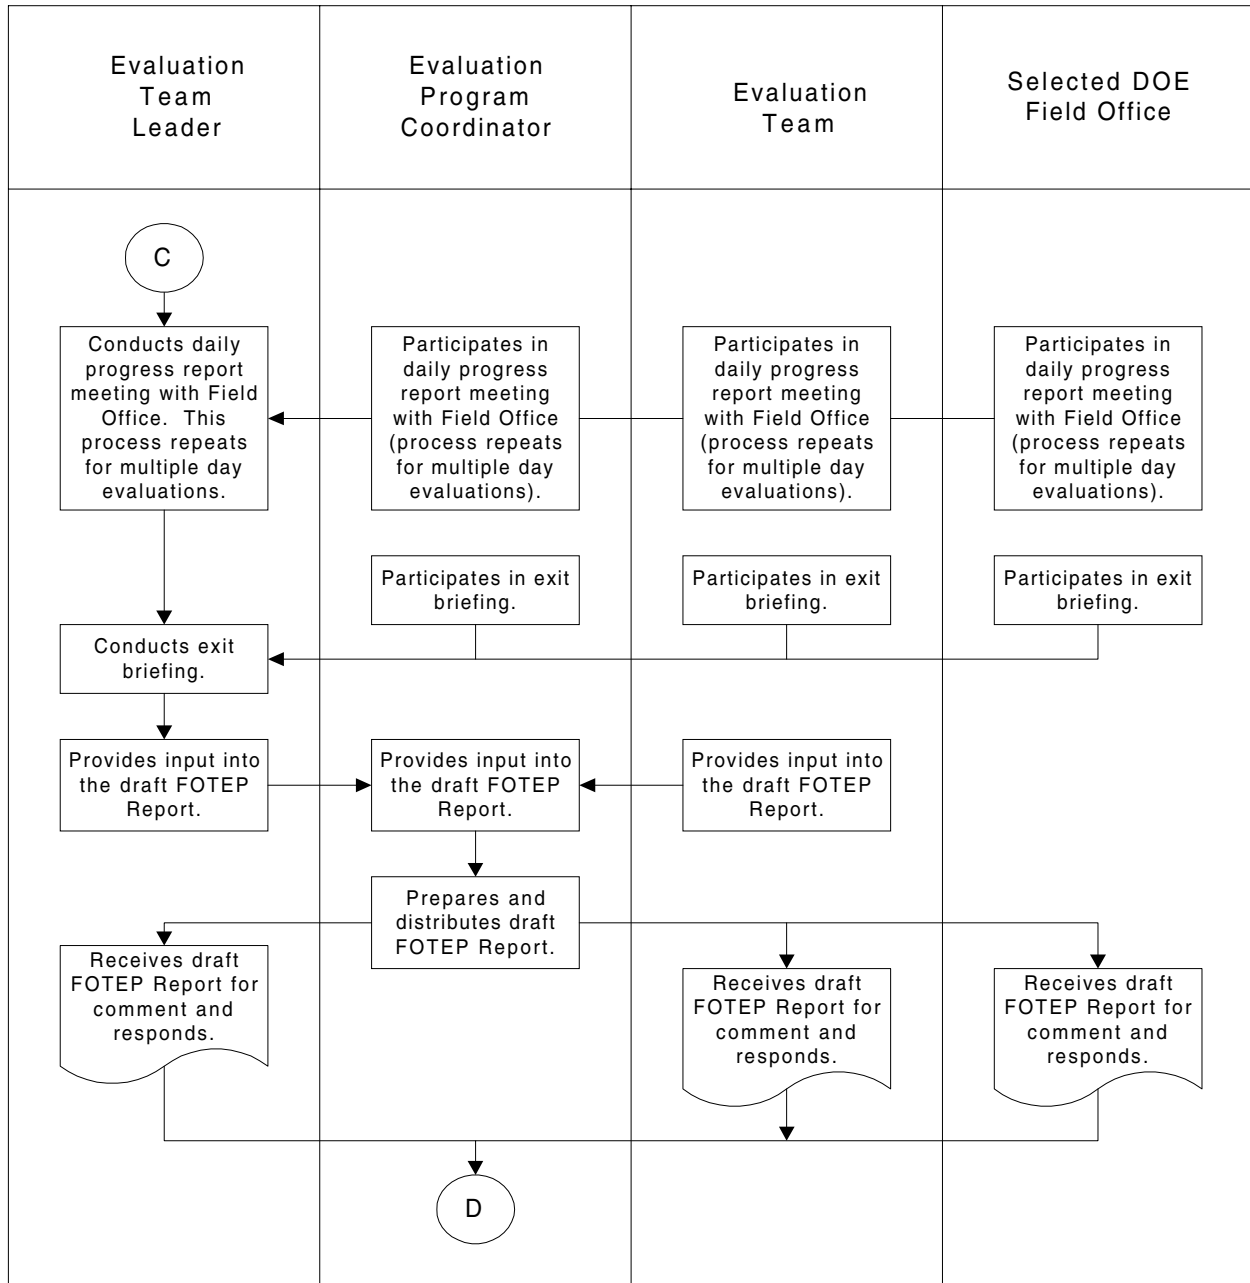 Evaluation
Team
Leader
Evaluation
Program
Coordinator
Evaluation
Team
Selected DOE
Field Office
C
Conducts daily
progress report
meeting with Field
Office.  This
process repeats
for multiple day
evaluations.
Participates in
daily progress
report meeting
with Field Office
(process repeats
for multiple day
evaluations).
Participates in
daily progress
report meeting
with Field Office
(process repeats
for multiple day
evaluations).
Participates in
daily progress
report meeting
with Field Office
(process repeats
for multiple day
evaluations).
Participates in exit
briefing.
Participates in exit
briefing.
Participates in exit
briefing.
Conducts exit
briefing.
Provides input into
the draft FOTEP
Report.
Provides input into
the draft FOTEP
Report.
Provides input into
the draft FOTEP
Report.
Prepares and
distributes draft
FOTEP Report.
Receives draft
FOTEP Report for
comment and
responds.
Receives draft
FOTEP Report for
comment and
responds.
Receives draft
FOTEP Report for
comment and
responds.
D